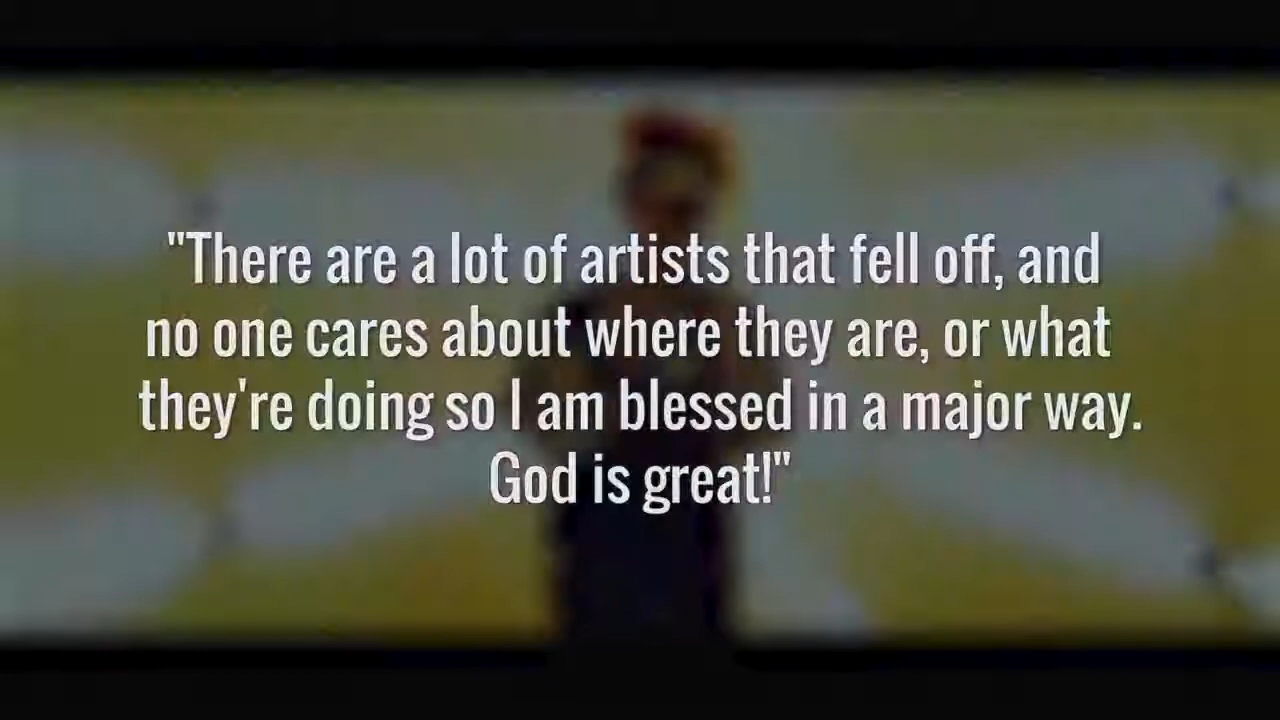 "There are a lot of artists that fell off, and
no one cares about where they are, or what
they're doing so I am blessed in a major way.
God is great!"